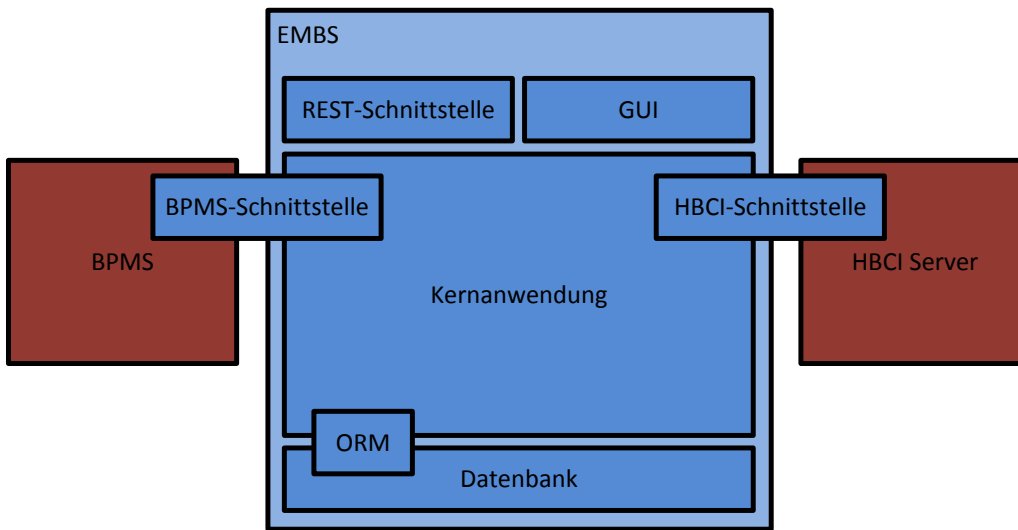 EMBS
REST-Schnittstelle
GUI
BPMS-Schnittstelle
HBCI-Schnittstelle
BPMS
HBCI Server
Kernanwendung
ORM
Datenbank